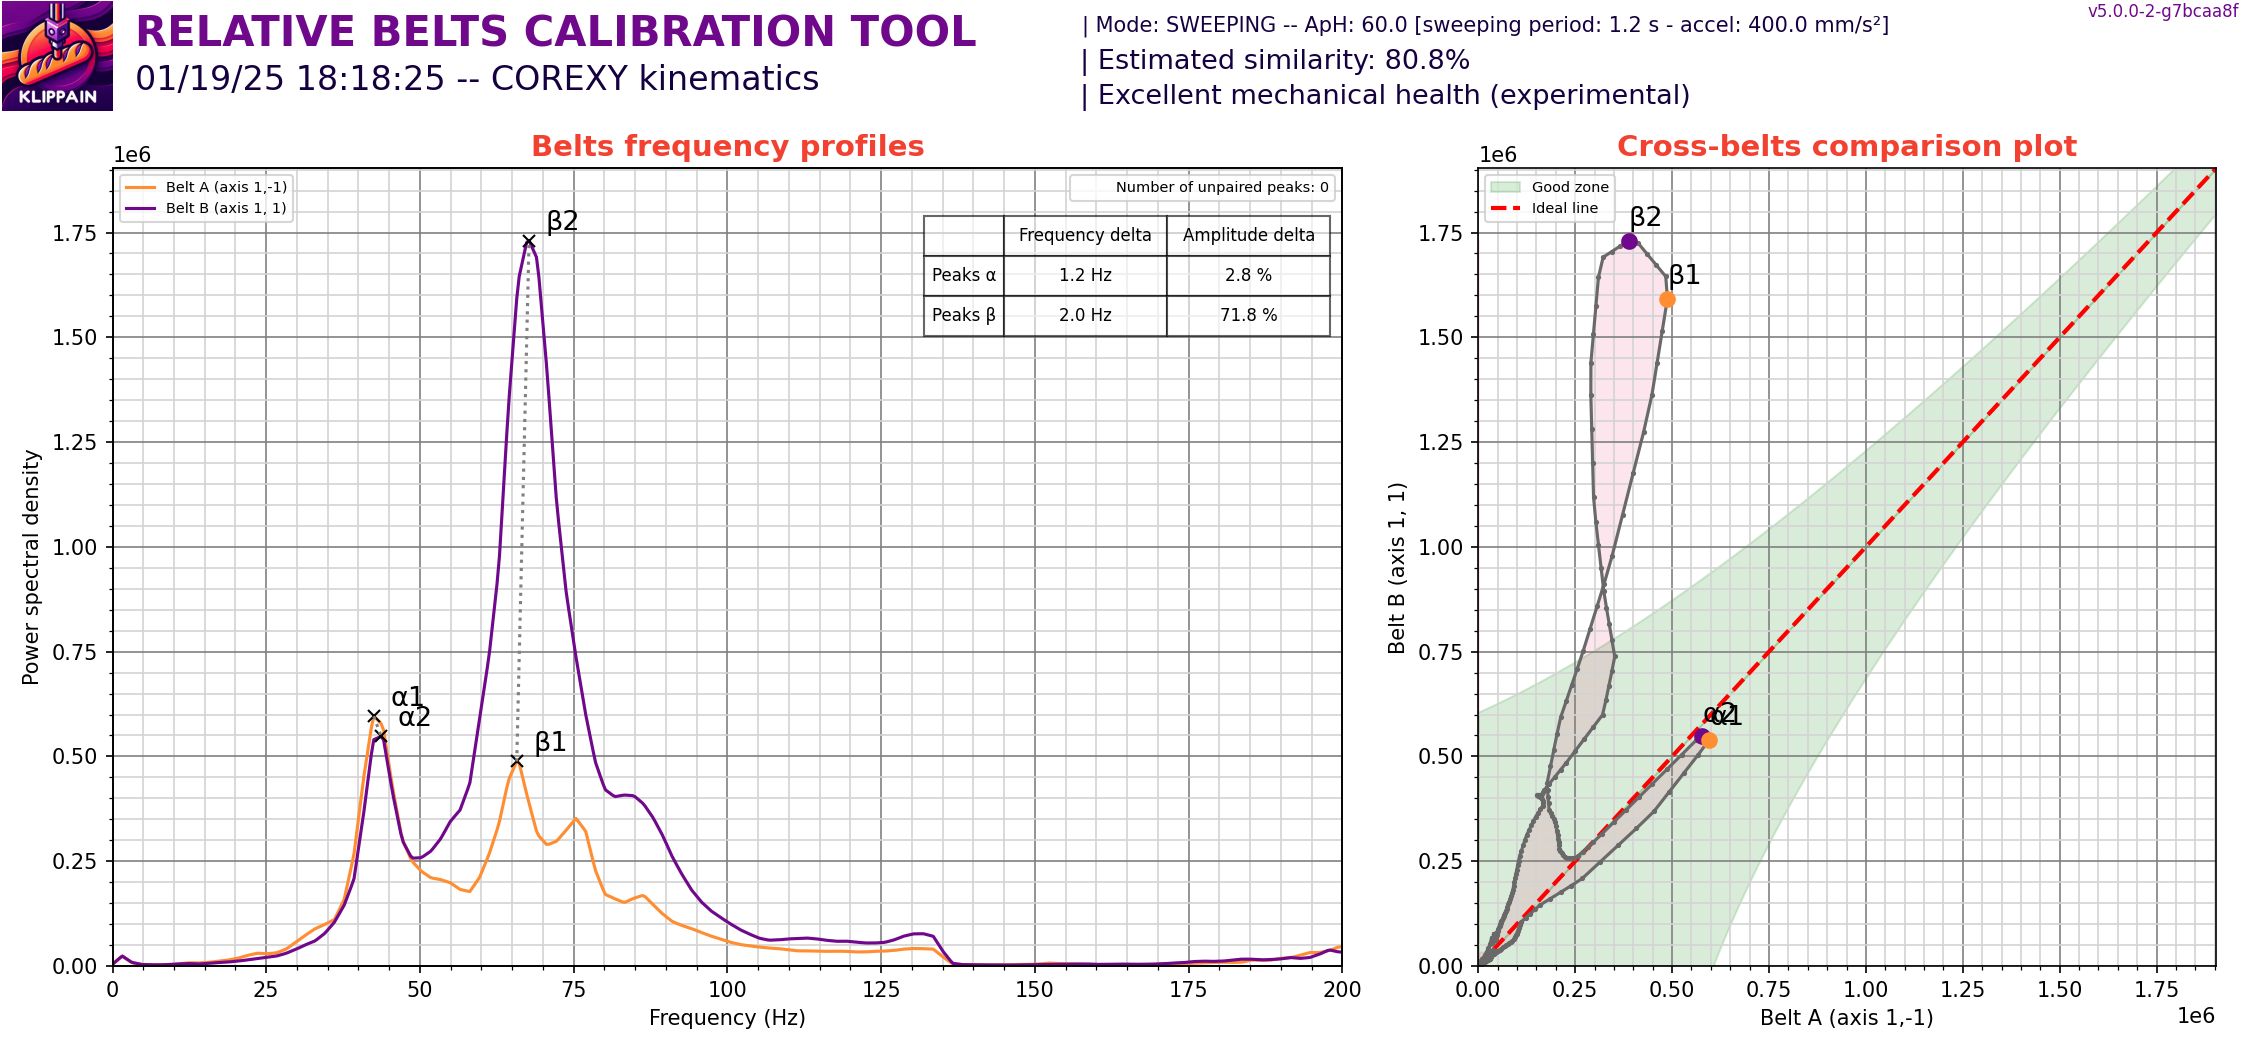 KLIPPAIN
RELATIVE BELTS CALIBRATION TOOL
01/19/25 18:18:25 -- COREXY kinematics
| Mode: SWEEPING -- ApH: 60.0 [sweeping period: 1.2 s - accel: 400.0 mm/s²]
| Estimated similarity: 80.8%
| Excellent mechanical health (experimental)
v5.0.0-2-g7bcaa8f
Belts frequency profiles
1e6
Belt A (axis 1,-1)
Belt B (axis 1, 1)
Number of unpaired peaks: 0
Frequency delta Amplitude delta
Peaks α 1.2 Hz 2.8 %
Peaks β 2.0 Hz 71.8 %
β2
α1
α2
β1
Power spectral density
1.75
1.50
1.25
1.00
0.75
0.50
0.25
0.00
0 25 50 75 100 125 150 175 200
Frequency (Hz)
Cross-belts comparison plot
1e6
Good zone
Ideal line
β2
β1
α2
α1
Belt B (axis 1, 1)
1.75
1.50
1.25
1.00
0.75
0.50
0.25
0.00
0.00 0.25 0.50 0.75 1.00 1.25 1.50 1.75
Belt A (axis 1,-1)
1e6